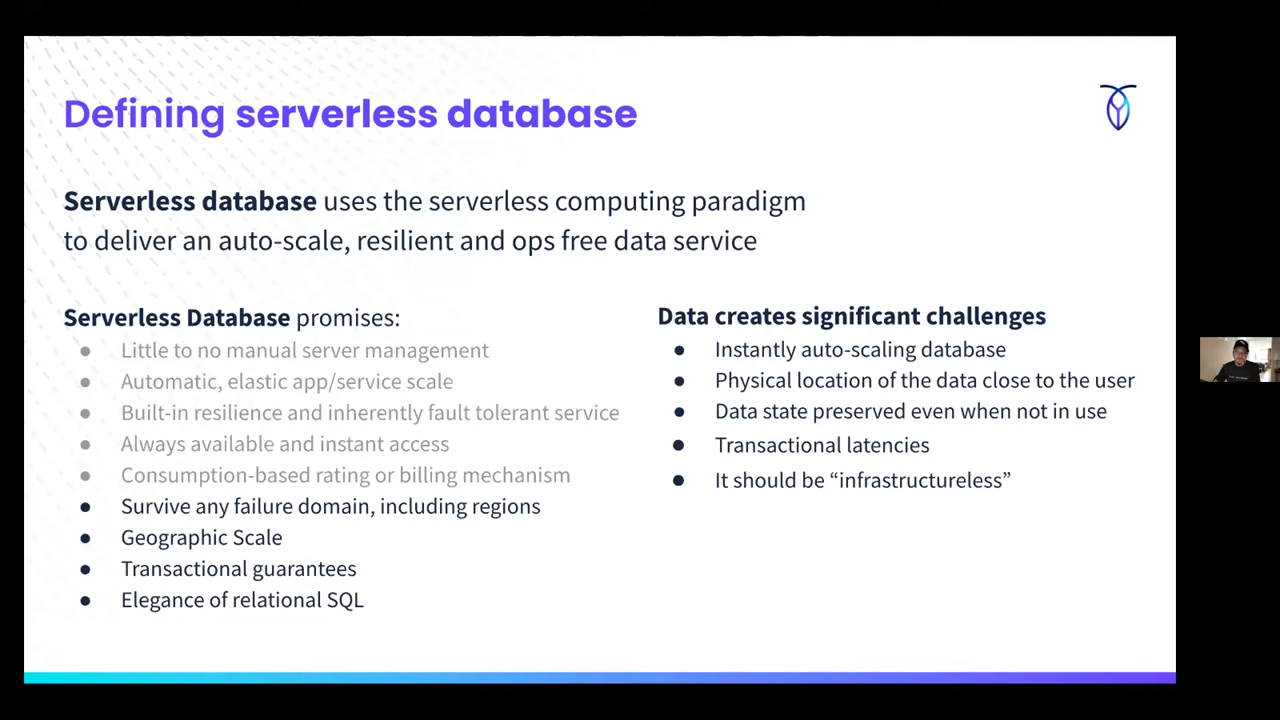 Defining serverless database
Serverless database uses the serverless computing paradigm
to deliver an auto-scale, resilient and ops free data service
Serverless Database promises:
● Little to no manual server management
● Automatic, elastic app/service scale
● Built-in resilience and inherently fault tolerant service
● Always available and instant access
● Consumption-based rating or billing mechanism
● Survive any failure domain, including regions
● Geographic Scale
● Transactional guarantees
● Elegance of relational SQL
Data creates significant challenges
● Instantly auto-scaling database
● Physical location of the data close to the user
● Data state preserved even when not in use
● Transactional latencies
● It should be “infrastructureless”